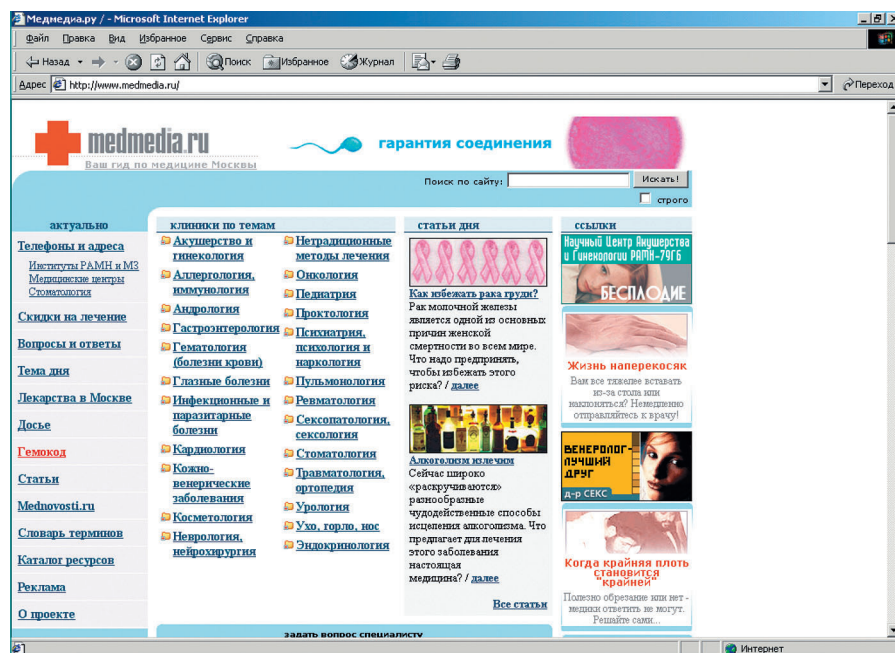 Медмедиа.ру / - Microsoft Internet Explorer
Файл Правка Вид Избранное Сервис Справка
Назад Поиск Избранное Журнал
Адрес http://www.medmedia.ru/ Переход
medmedia.ru
Ваш гид по медицине Москвы
гарантия соединения
Поиск по сайту: Искать!
строго
актуально
Телефоны и адреса
Институты РАМН и МЗ
Медицинские центры
Стоматология
Скидки на лечение
Вопросы и ответы
Тема дня
Лекарства в Москве
Досье
Гемокод
Статьи
Mednovosti.ru
Словарь терминов
Каталог ресурсов
Реклама
О проекте
клиники по темам
Акушерство и
гинекология
Аллергология,
иммунология
Андрология
Гастроэнтерология
Гематология
(болезни крови)
Глазные болезни
Инфекционные и
паразитарные
болезни
Кардиология
Кожно-
венерические
заболевания
Косметология
Неврология,
нейрохирургия
Нетрадиционные
методы лечения
Онкология
Педиатрия
Проктология
Психиатрия,
психология и
наркология
Пульмонология
Ревматология
Сексопатология,
сексология
Стоматология
Травматология,
ортопедия
Урология
Ухо, горло, нос
Эндокринология
статьи дня
Как избежать рака груди?
Рак молочной железы
является одной из основных
причин женской
смертности во всем мире.
Что надо предпринять,
чтобы избежать этого
риска? / далее
Алкоголизм излечим
Сейчас широко
«раскручиваются»
разнообразные
чудодейственные способы
исцеления алкоголизма. Что
предлагает для лечения
этого заболевания
настоящая
медицина? / далее
Все статьи
ссылки
Научный Центр Акушерства
и Гинекологии РАМН-79ГБ
БЕСПЛОДИЕ
Жизнь наперекосяк
Вам все тяжелее вставать
из-за стола или
наклоняться? Немедленно
отправляйтесь к врачу!
ВЕНЕРОЛОГ-
ЛУЧШИЙ
ДРУГ
д-р СЕКС
Когда крайняя плоть
становится
"крайней"
Полезно обрезание или нет -
медики ответить не могут.
Решайте сами...
задать вопрос специалисту
Интернет